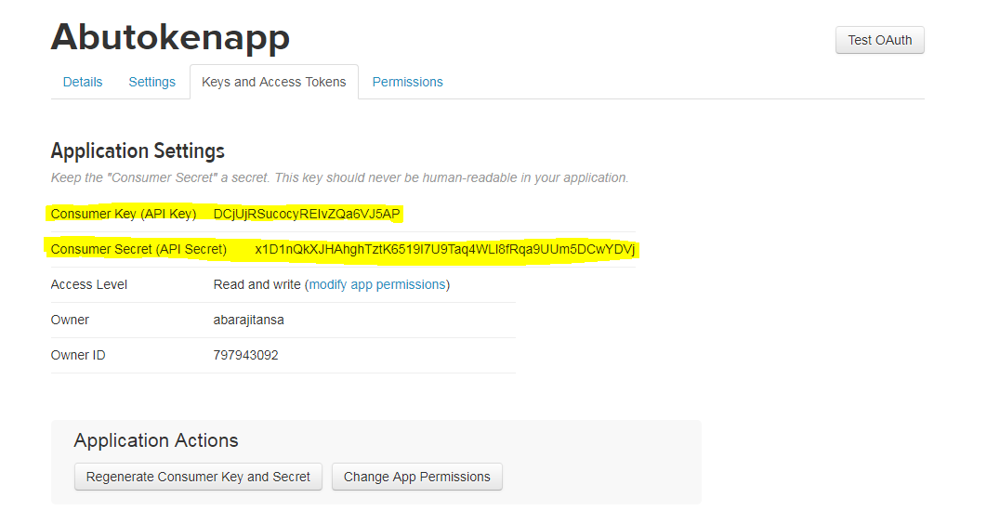 Abutokenapp
Test OAuth
Details Settings Keys and Access Tokens Permissions
Application Settings
Keep the "Consumer Secret" a secret. This key should never be human-readable in your application.
Consumer Key (API Key) DCjUjRSucocyREIvZQa6VJ5AP
Consumer Secret (API Secret) x1D1nQkXJHAhghTztK6519I7U9Taq4WLI8fRqa9UUm5DCwYDVj
Access Level Read and write (modify app permissions)
Owner abarajitansa
Owner ID 797943092
Application Actions
Regenerate Consumer Key and Secret Change App Permissions